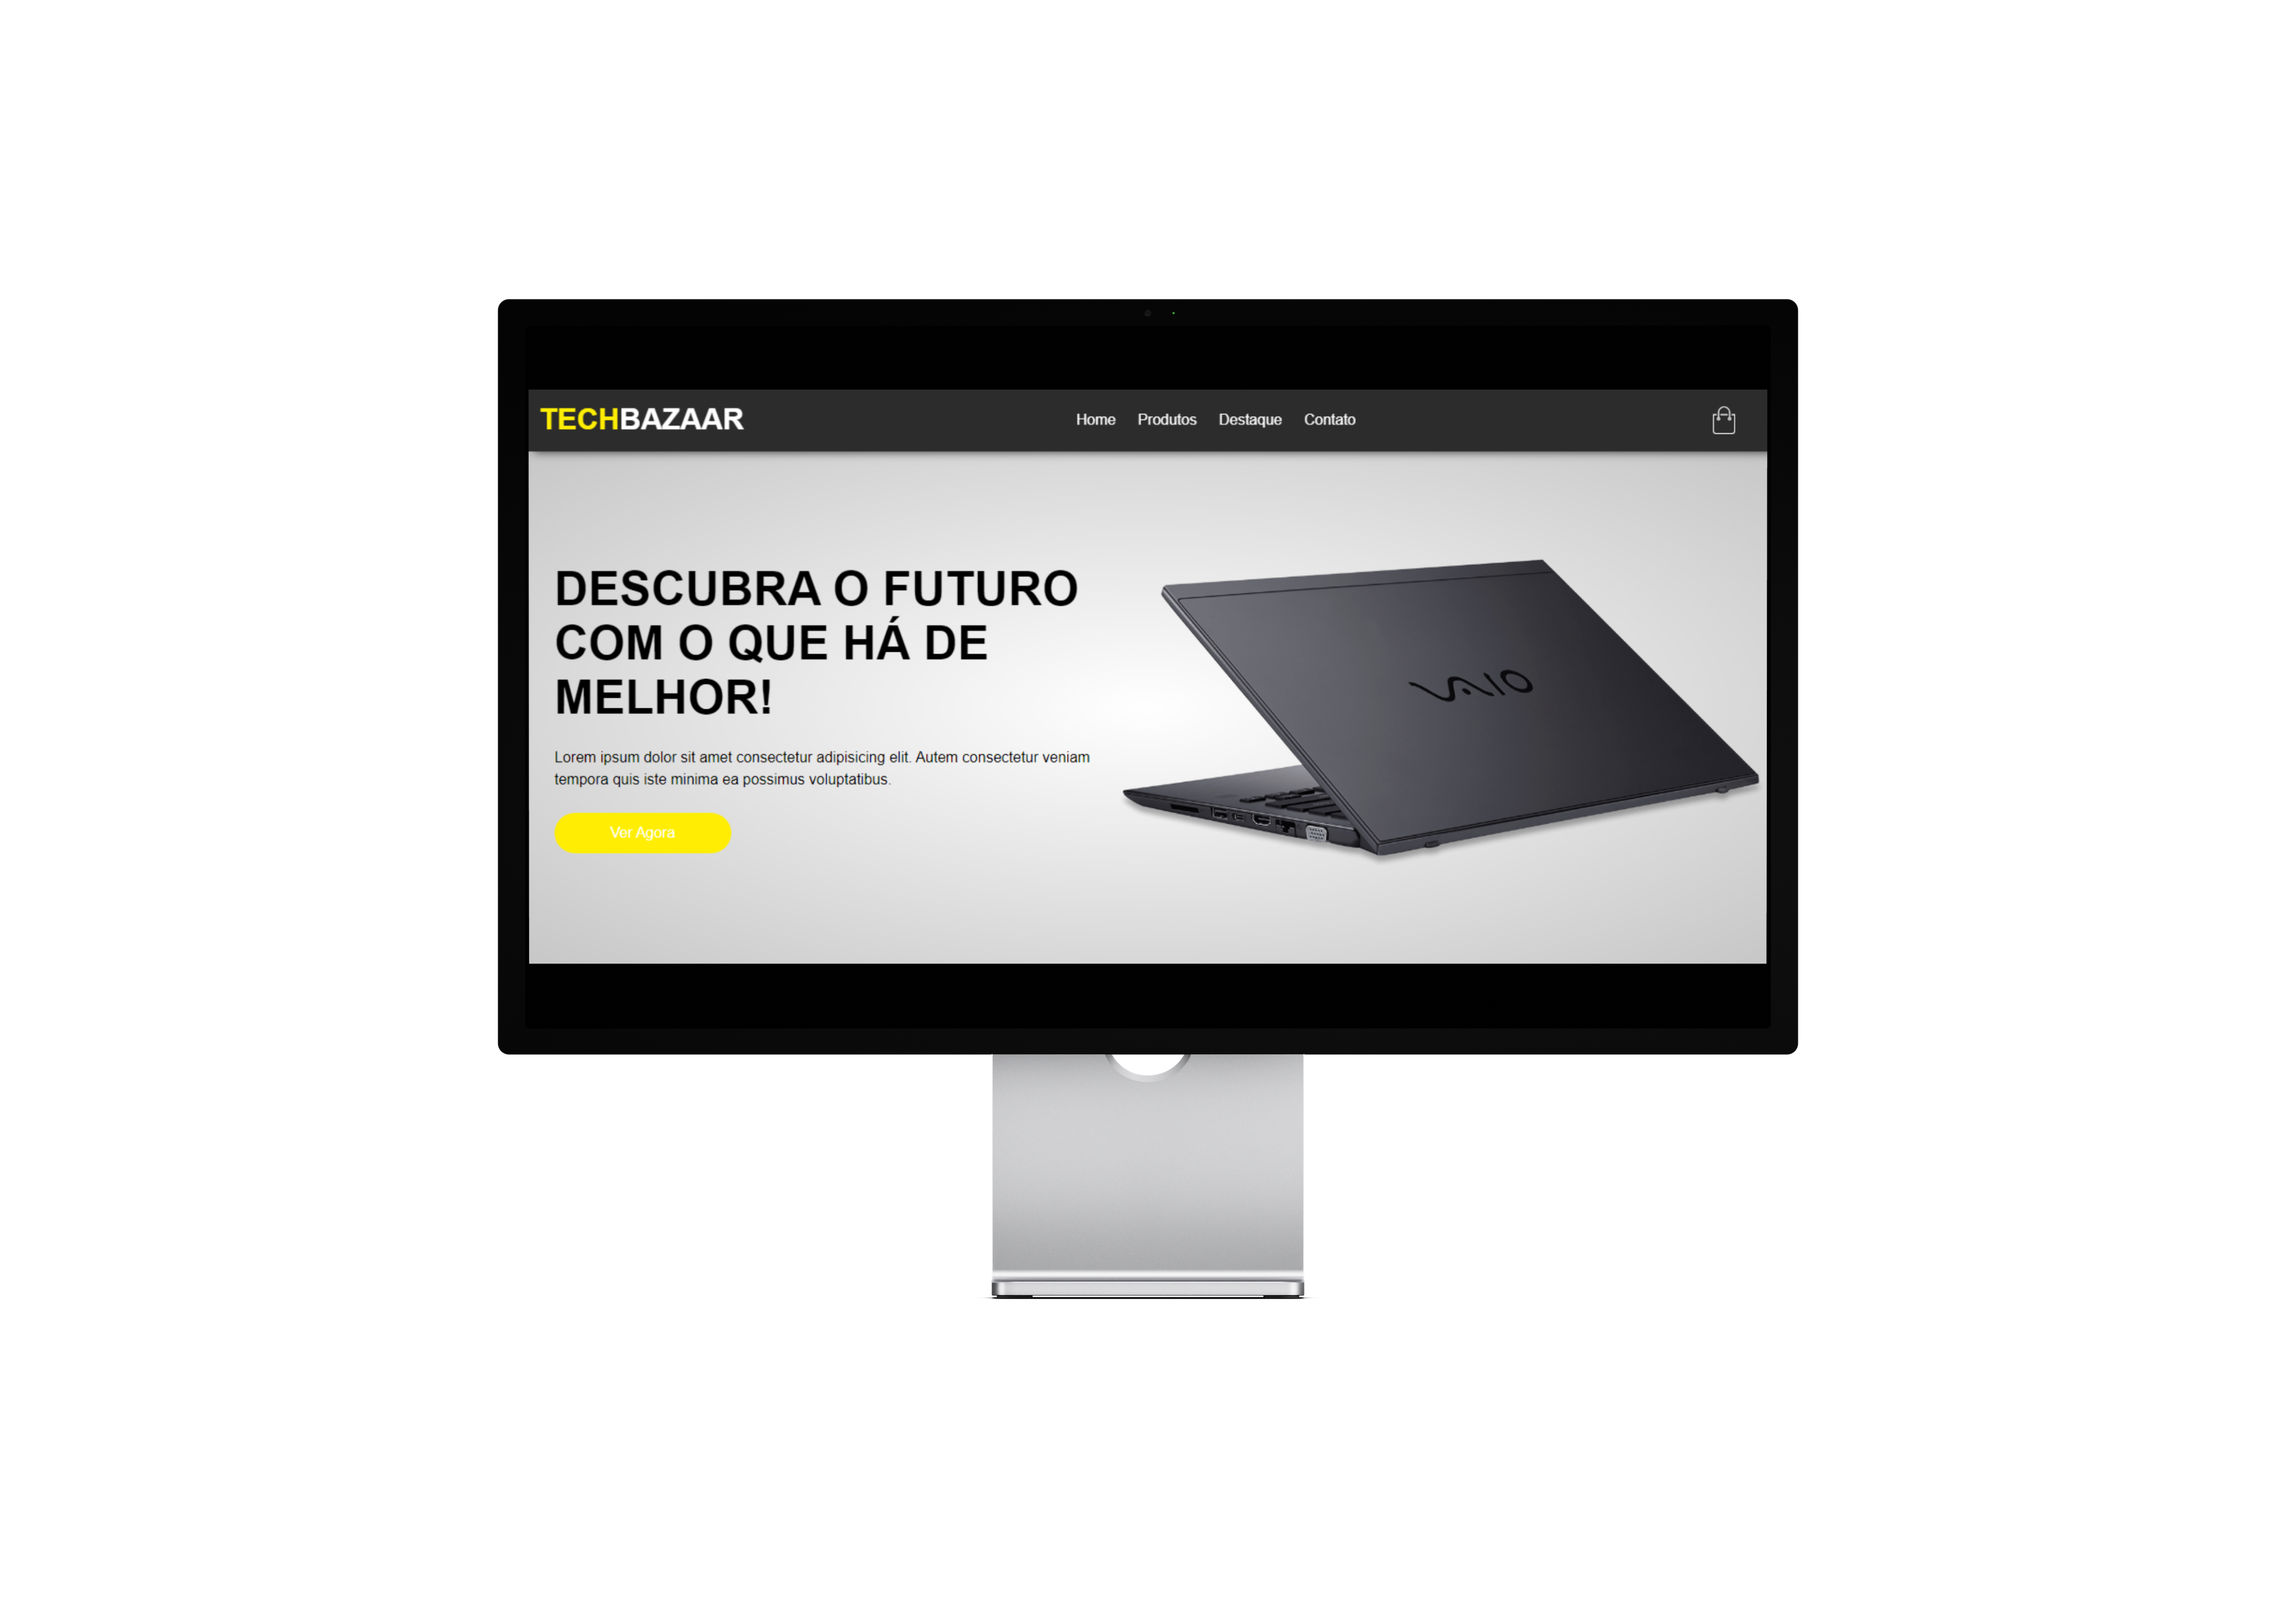 TECHBAZAAR
Home Produtos Destaque Contato
DESCUBRA O FUTURO
COM O QUE HÁ DE
MELHOR!
Lorem ipsum dolor sit amet consectetur adipisicing elit. Autem consectetur veniam
tempora quis iste minima ea possimus voluptatibus.
Ver Agora
VAIO